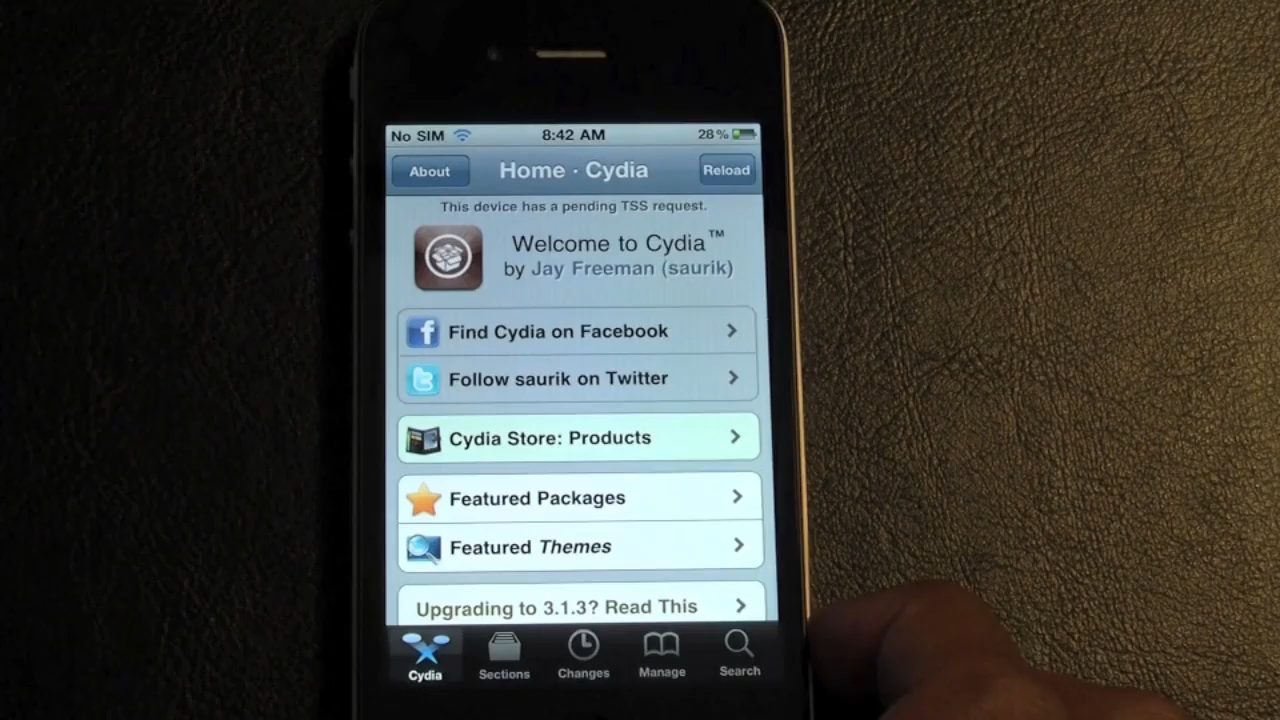 No SIM 8:42 AM 28%
About Home · Cydia Reload
This device has a pending TSS request.
Welcome to Cydia™
by Jay Freeman (saurik)
Find Cydia on Facebook
Follow saurik on Twitter
Cydia Store: Products
Featured Packages
Featured Themes
Upgrading to 3.1.3? Read This
Cydia Sections Changes Manage Search